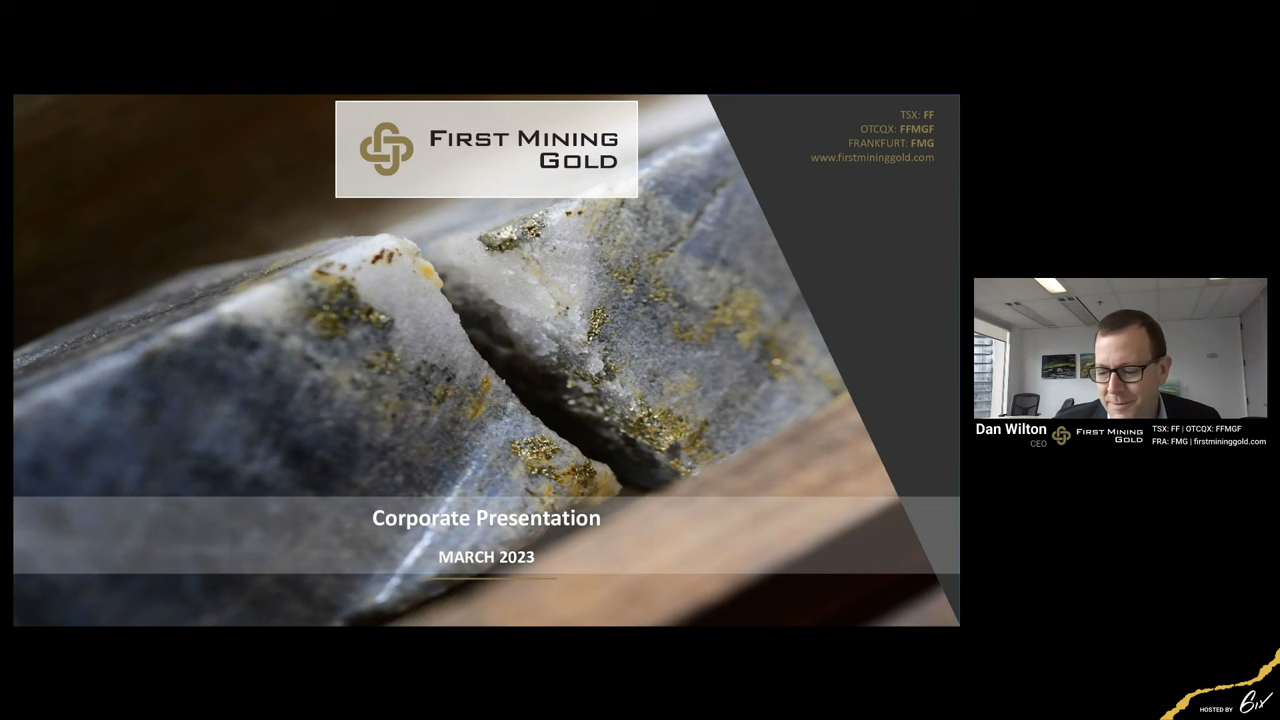 FIRST MINING
GOLD
TSX: FF
OTCQX: FFMGF
FRANKFURT: FMG
www.firstmininggold.com
Corporate Presentation
MARCH 2023
Dan Wilton
CEO
FIRST MINING
GOLD
TSX: FF | OTCQX: FFMGF
FRA: FMG | firstmininggold.com
HOSTED BY 6ix